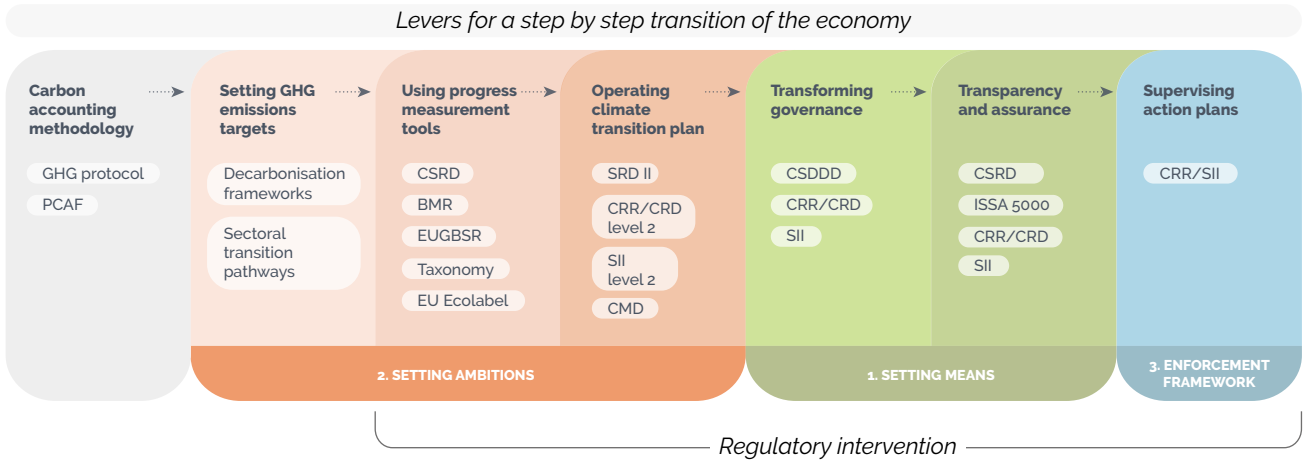 Levers for a step by step transition of the economy
Carbon
accounting
methodology
GHG protocol
PCAF
Setting GHG
emissions
targets
Decarbonisation
frameworks
Sectoral
transition
pathways
Using progress
measurement
tools
CSRD
BMR
EUGBSR
Taxonomy
EU Ecolabel
Operating
climate
transition plan
SRD II
CRR/CRD
level 2
SII
level 2
CMD
Transforming
governance
CSDDD
CRR/CRD
SII
Transparency
and assurance
CSRD
ISSA 5000
CRR/CRD
SII
Supervising
action plans
CRR/SII
2. SETTING AMBITIONS
1. SETTING MEANS
3. ENFORCEMENT
FRAMEWORK
Regulatory intervention